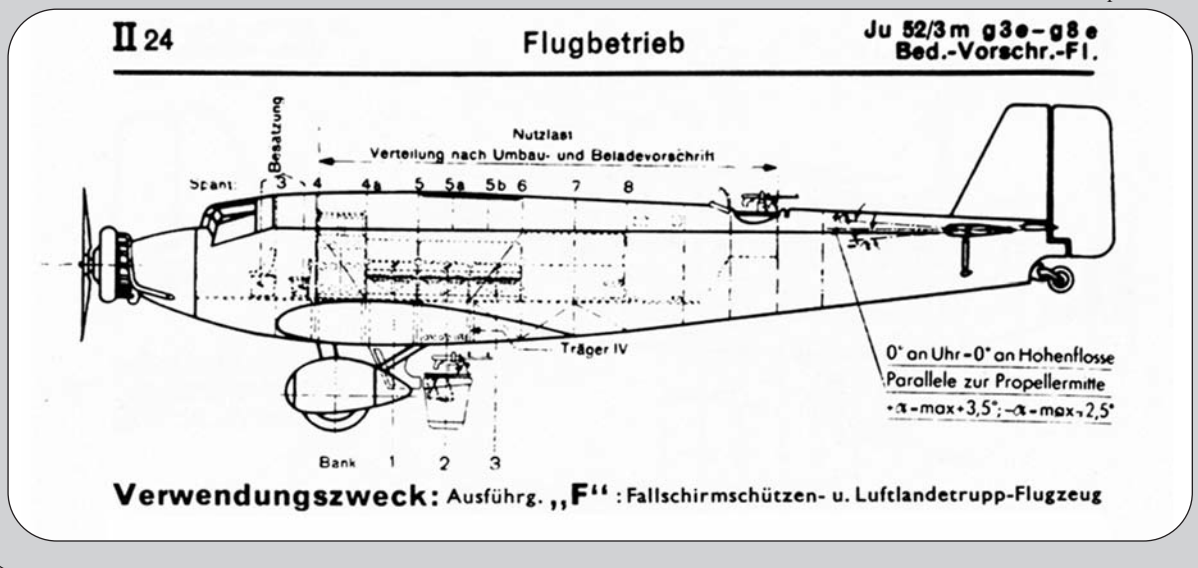 II 24
Flugbetrieb
Ju 52/3m g3e-g8e
Bed.-Vorschr.-Fl.
Besatzung
Nutzlast
Verteilung nach Umbau- und Beladevorschrift
Spant: 3 4 4a 5 5a 5b 6 7 8
Träger IV
0° an Uhr-0° an Hohenflosse
Parallele zur Propellermitte
+α-max+3,5°;-α-max-2,5°
Bank 1 2 3
Verwendungszweck: Ausführg. „F“ : Fallschirmschützen- u. Luftlandetrupp-Flugzeug